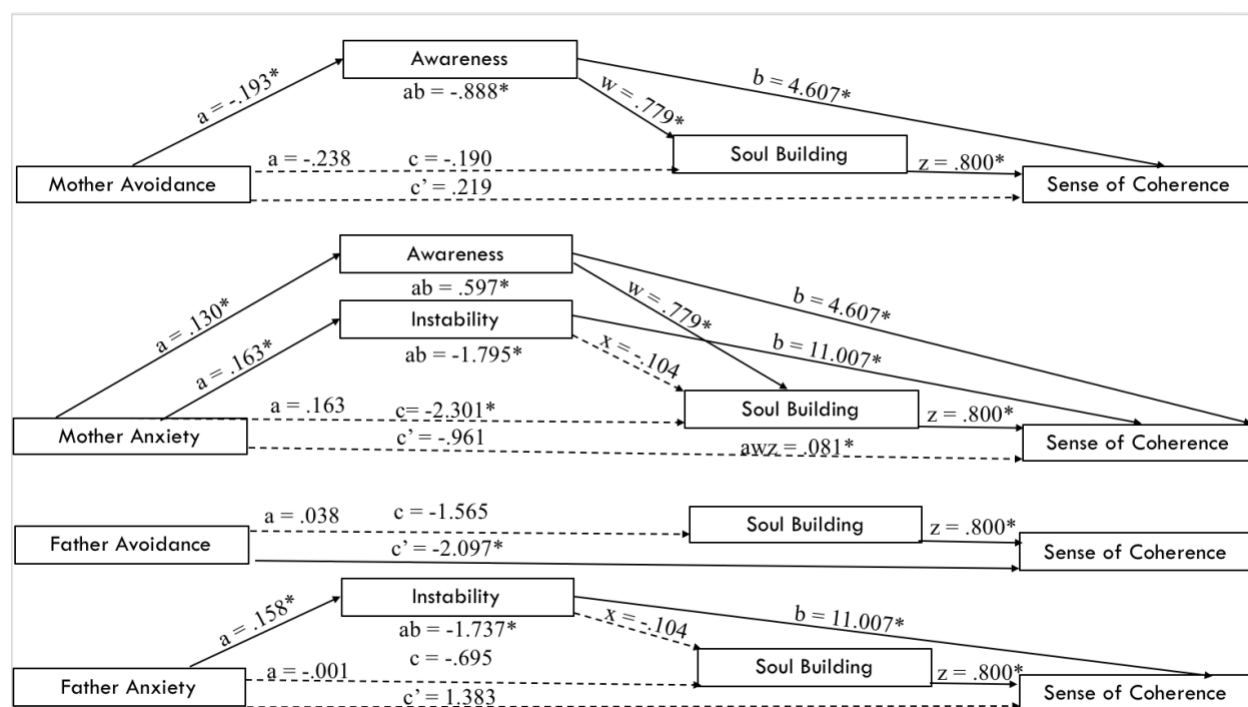 Awareness
a = -.193*
ab = -.888*
b = 4.607*
w = .779*
Soul Building
a = -.238
c = -.190
z = .800*
Mother Avoidance
c’ = .219
Sense of Coherence
Awareness
a = .130*
ab = .597*
w = .779*
b = 4.607*
Instability
a = .163*
ab = -1.795*
x = -.104
b = 11.007*
a = .163
c= -2.301*
Soul Building
z = .800*
Mother Anxiety
c’ = -.961
awz = .081*
Sense of Coherence
a = .038
c = -1.565
Soul Building
z = .800*
Father Avoidance
c’ = -2.097*
Sense of Coherence
Instability
a = .158*
ab = -1.737*
x = -.104
b = 11.007*
c = -.695
a = -.001
Soul Building
z = .800*
Father Anxiety
c’ = 1.383
Sense of Coherence